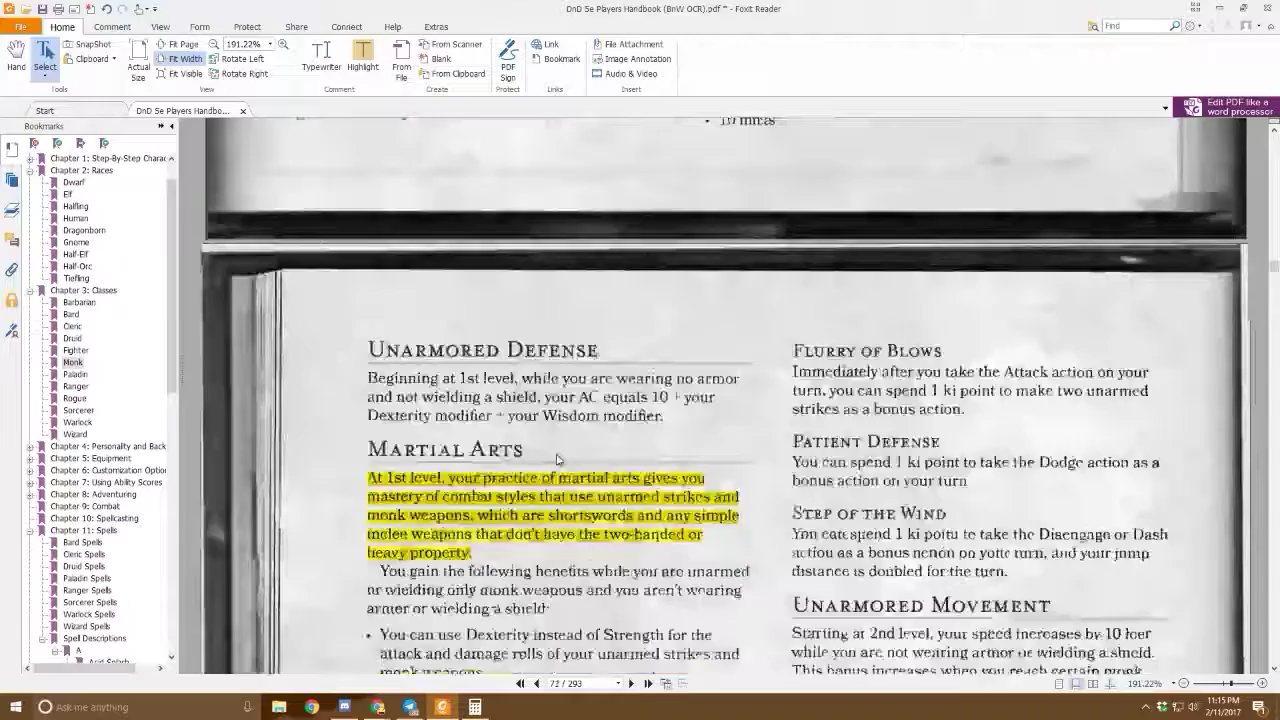 DnD 5e Players Handbook (BnW OCR).pdf * - Foxit Reader
File Home Comment View Form Protect Share Connect Help Extras
Find
Hand
Select
SnapShot
Clipboard
Actual Size
Fit Page
Fit Width
Fit Visible
191.22%
Rotate Left
Rotate Right
Typewriter
Highlight
From File
From Scanner
Blank
From Clipboard
PDF Sign
Link
Bookmark
File Attachment
Image Annotation
Audio & Video
Tools View Comment Create Protect Links Insert
Start
DnD 5e Players Handbo...
Edit PDF like a
word processor
Bookmarks
Chapter 1: Step-By-Step Charac
Chapter 2: Races
Dwarf
Elf
Halfling
Human
Dragonborn
Gnome
Half-Elf
Half-Orc
Tiefling
Chapter 3: Classes
Barbarian
Bard
Cleric
Druid
Fighter
Monk
Paladin
Ranger
Rogue
Sorcerer
Warlock
Wizard
Chapter 4: Personality and Back
Chapter 5: Equipment
Chapter 6: Customization Option
Chapter 7: Using Ability Scores
Chapter 8: Adventuring
Chapter 9: Combat
Chapter 10: Spellcasting
Chapter 11: Spells
Bard Spells
Cleric Spells
Druid Spells
Paladin Spells
Ranger Spells
Sorcerer Spells
Warlock Spells
Wizard Spells
Spell Descriptions
A
UNARMORED DEFENSE
Beginning at 1st level, while you are wearing no armor
and not wielding a shield, your AC equals 10 + your
Dexterity modifier + your Wisdom modifier.
MARTIAL ARTS
At 1st level, your practice of martial arts gives you
mastery of combat styles that use unarmed strikes and
monk weapons, which are shortswords and any simple
melee weapons that don't have the two-handed or
heavy property.
You gain the following benefits while you are unarmed
or wielding only monk weapons and you aren't wearing
armor or wielding a shield:
• You can use Dexterity instead of Strength for the
attack and damage rolls of your unarmed strikes and
monk weapons.
FLURRY OF BLOWS
Immediately after you take the Attack action on your
turn, you can spend 1 ki point to make two unarmed
strikes as a bonus action.
PATIENT DEFENSE
You can spend 1 ki point to take the Dodge action as a
bonus action on your turn
STEP OF THE WIND
You can spend 1 ki point to take the Disengage or Dash
action as a bonus action on your turn, and your jump
distance is doubled for the turn.
UNARMORED MOVEMENT
Starting at 2nd level, your speed increases by 10 feet
while you are not wearing armor or wielding a shield.
This bonus increases when you reach certain monk
77 / 293
191.22%
Ask me anything
11:15 PM
2/11/2017